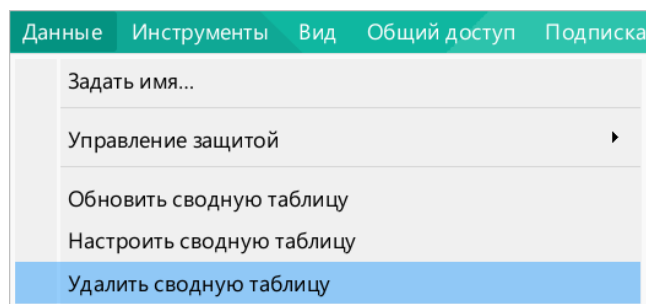 Данные Инструменты Вид Общий доступ Подписка
Задать имя...
Управление защитой
Обновить сводную таблицу
Настроить сводную таблицу
Удалить сводную таблицу